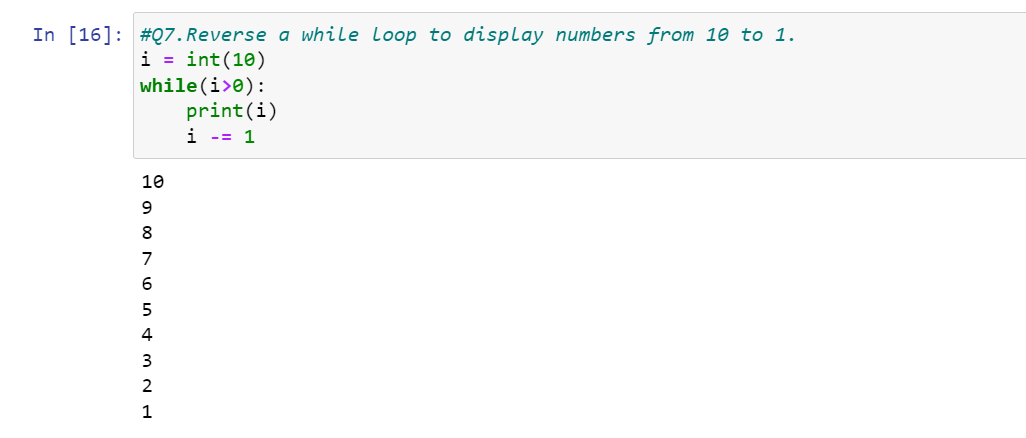 In [16]: #Q7.Reverse a while loop to display numbers from 10 to 1.
i = int(10)
while(i>0):
    print(i)
    i -= 1
10
9
8
7
6
5
4
3
2
1